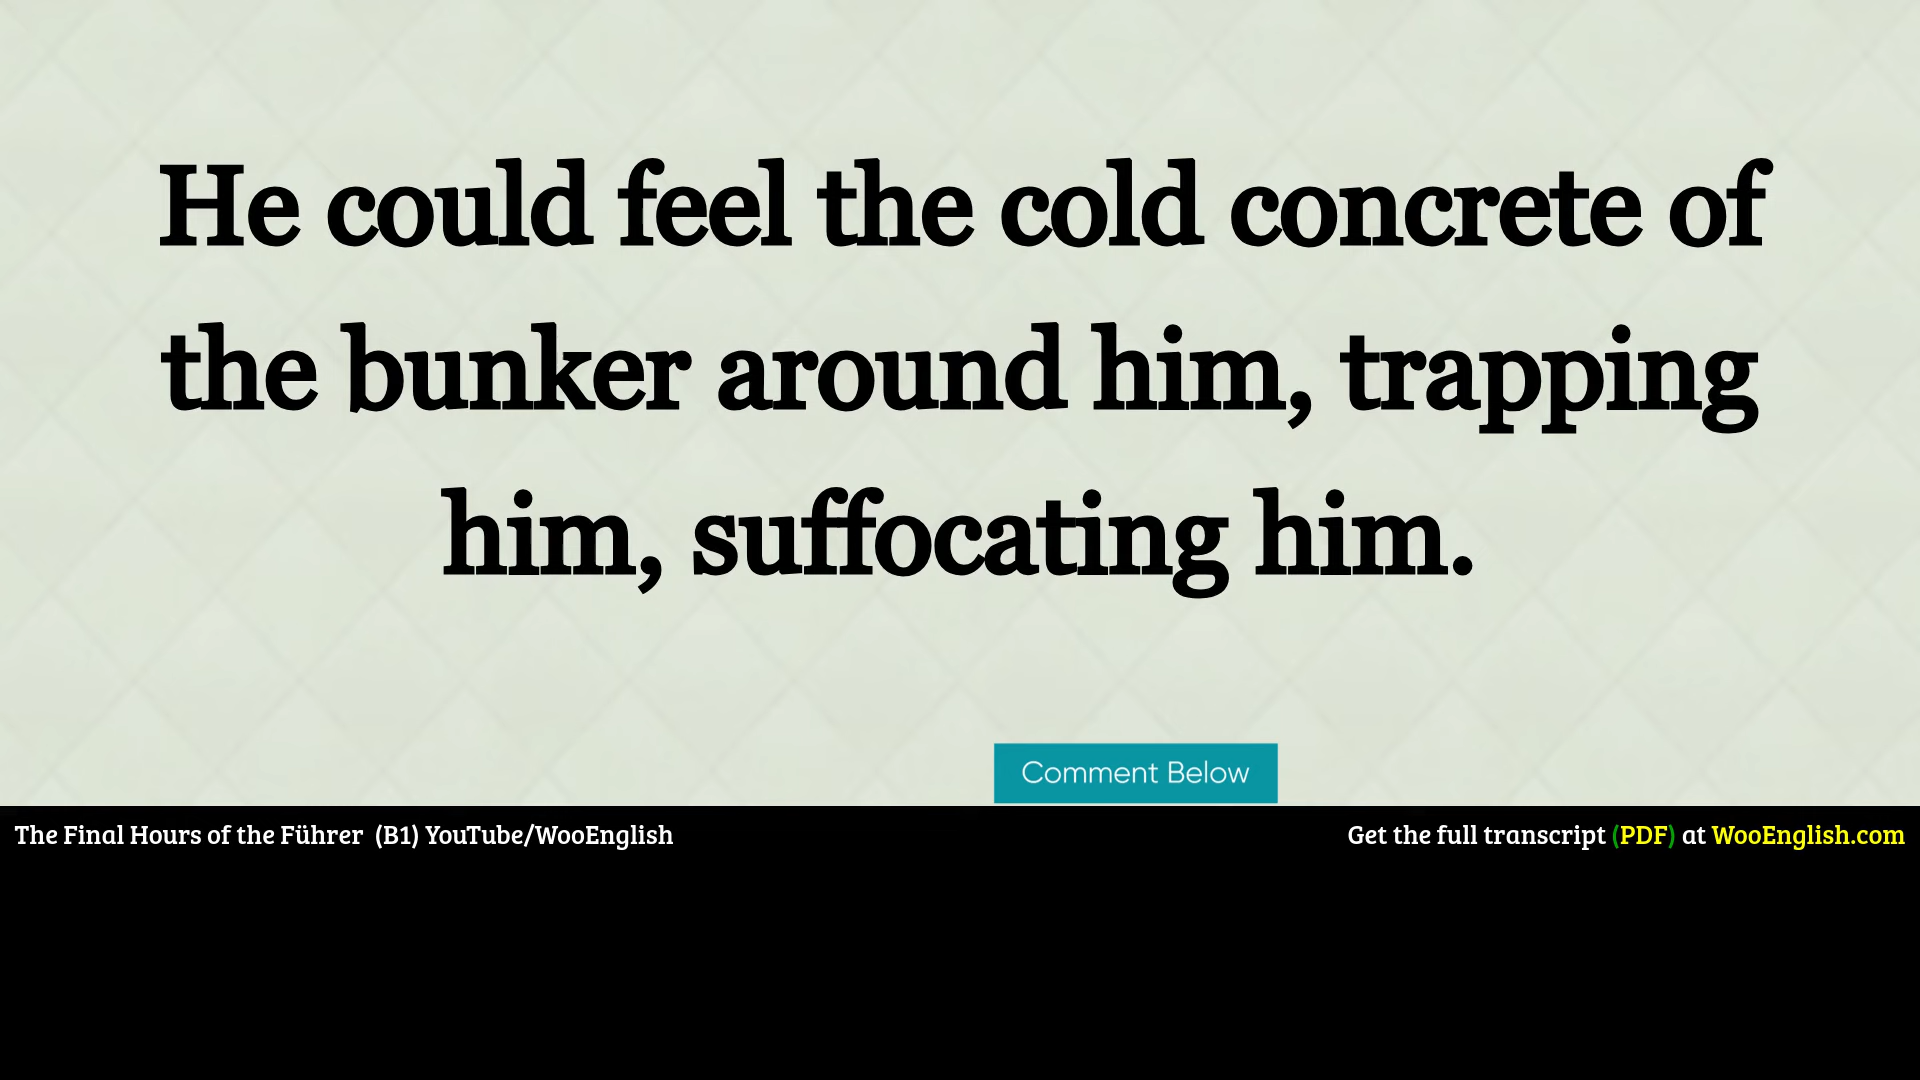 He could feel the cold concrete of
the bunker around him, trapping
him, suffocating him.
Comment Below
The Final Hours of the Führer (B1) YouTube/WooEnglish
Get the full transcript (PDF) at WooEnglish.com